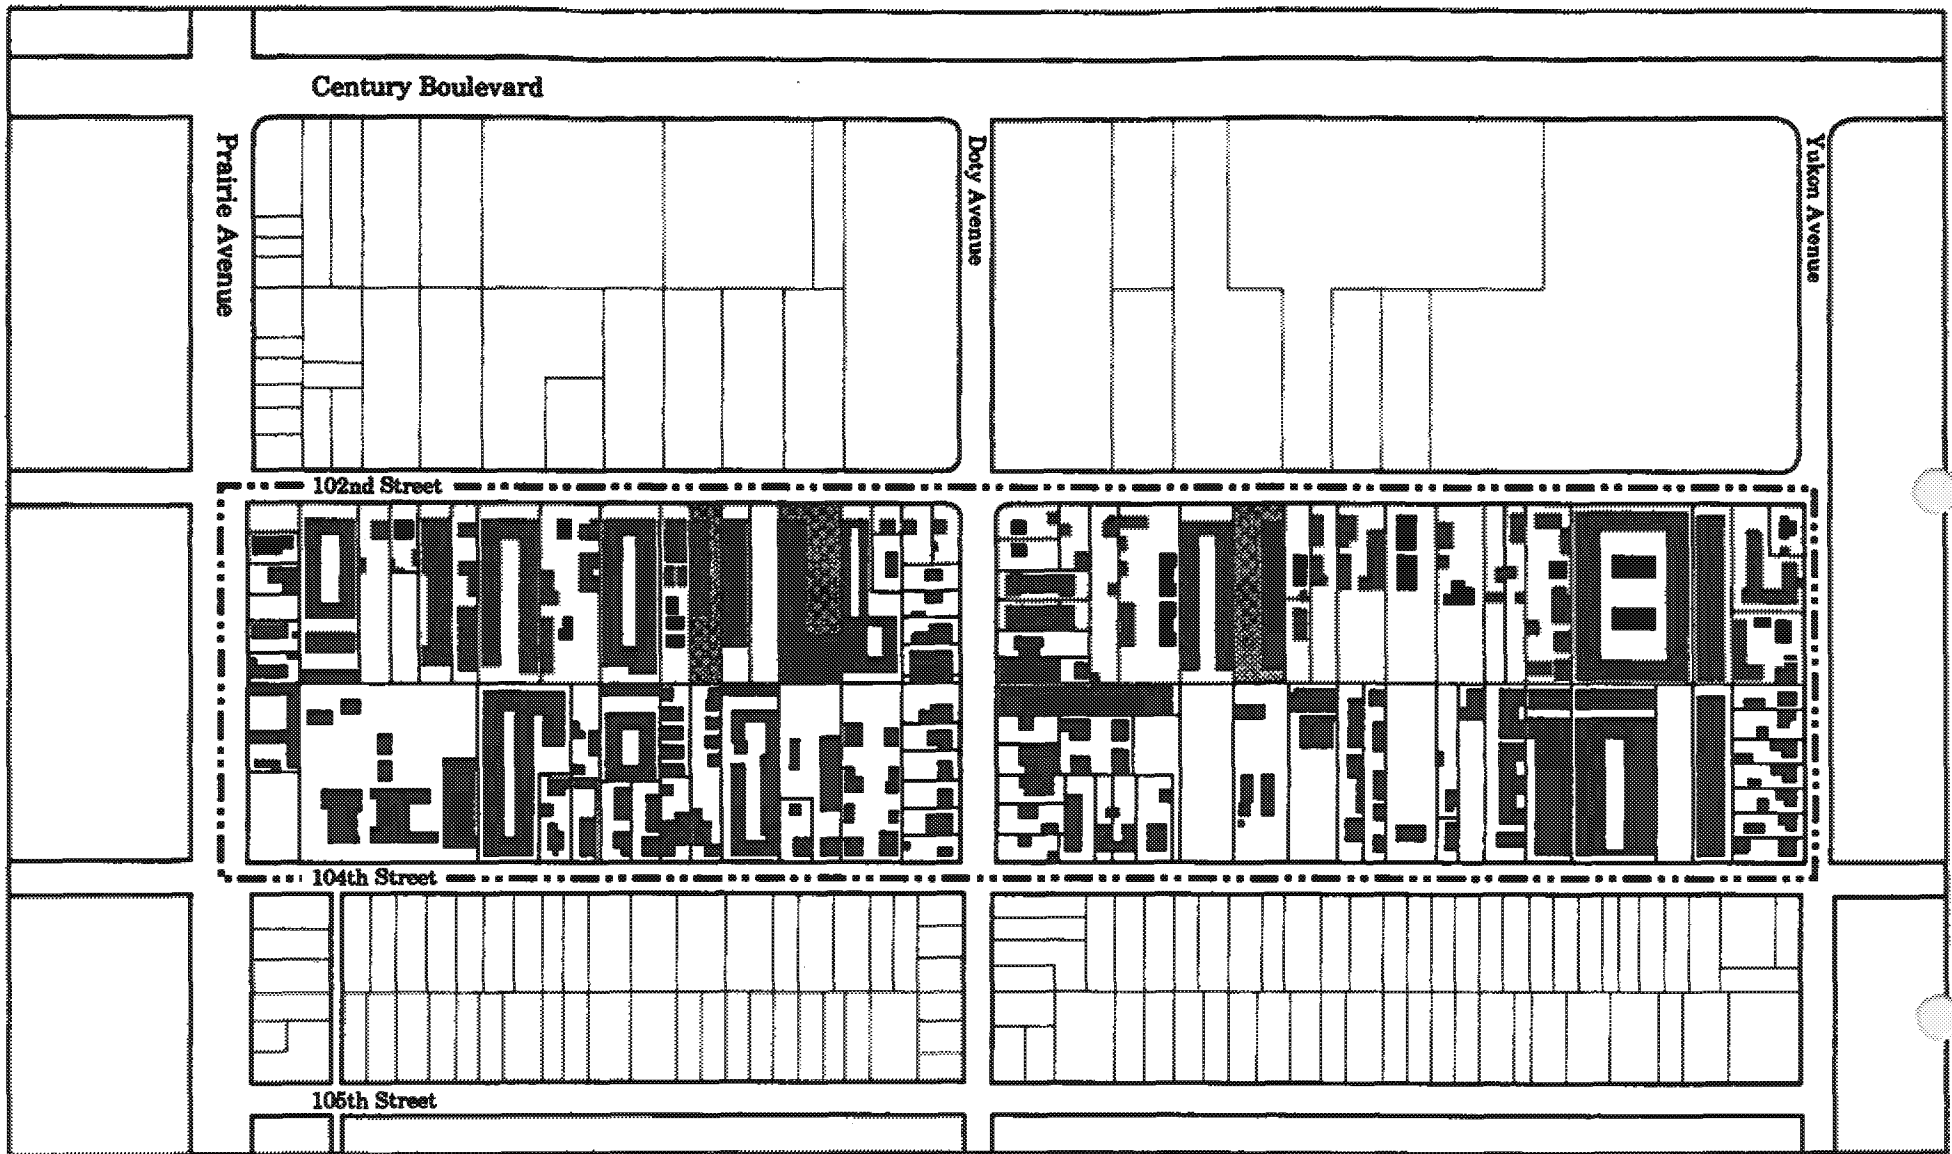 Century Boulevard
Prairie Avenue
Doty Avenue
Yukon Avenue
102nd Street
104th Street
105th Street